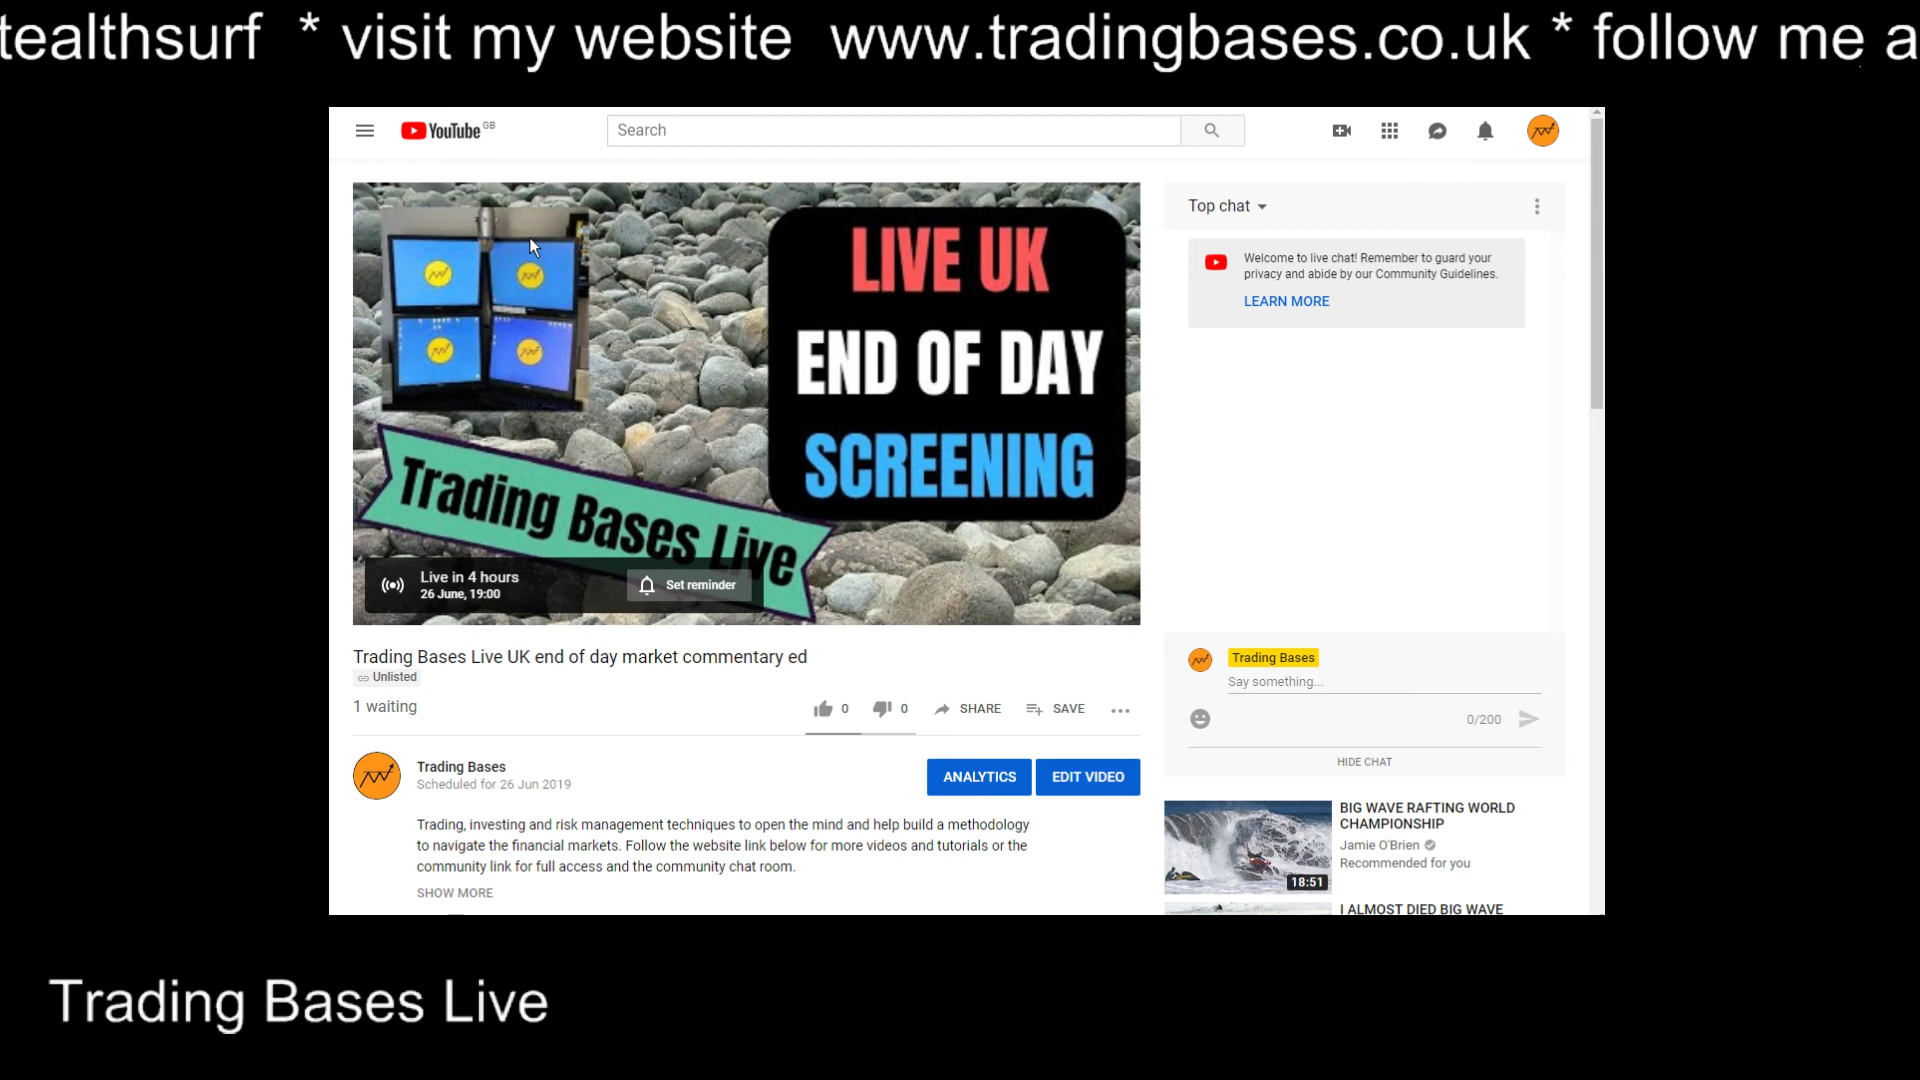 tealthsurf * visit my website www.tradingbases.co.uk * follow me a
YouTube GB
Search
LIVE UK
END OF DAY
SCREENING
Trading Bases Live
Live in 4 hours
26 June, 19:00
Set reminder
Top chat
Welcome to live chat! Remember to guard your
privacy and abide by our Community Guidelines.
LEARN MORE
Trading Bases Live UK end of day market commentary ed
Unlisted
1 waiting
0
0
SHARE
SAVE
Trading Bases
Say something...
0/200
HIDE CHAT
Trading Bases
Scheduled for 26 Jun 2019
ANALYTICS
EDIT VIDEO
Trading, investing and risk management techniques to open the mind and help build a methodology
to navigate the financial markets. Follow the website link below for more videos and tutorials or the
community link for full access and the community chat room.
SHOW MORE
BIG WAVE RAFTING WORLD
CHAMPIONSHIP
Jamie O'Brien
Recommended for you
18:51
I ALMOST DIED BIG WAVE
Trading Bases Live